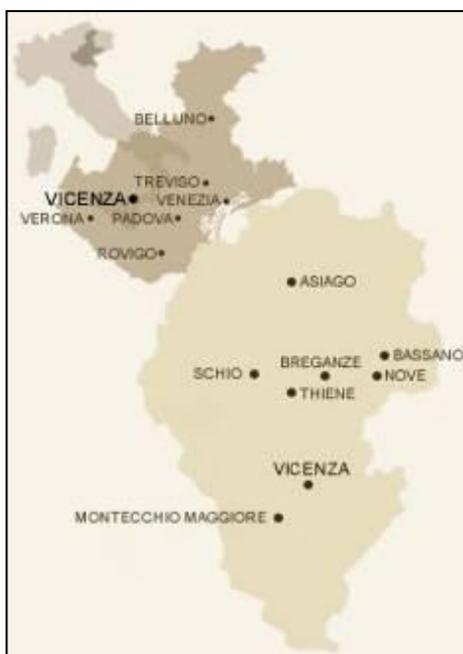 BELLUNO
TREVISO
VICENZA
VENEZIA
VERONA
PADOVA
ROVIGO
ASIAGO
BASSANO
BREGANZE
SCHIO
NOVE
THIENE
VICENZA
MONTECCHIO MAGGIORE